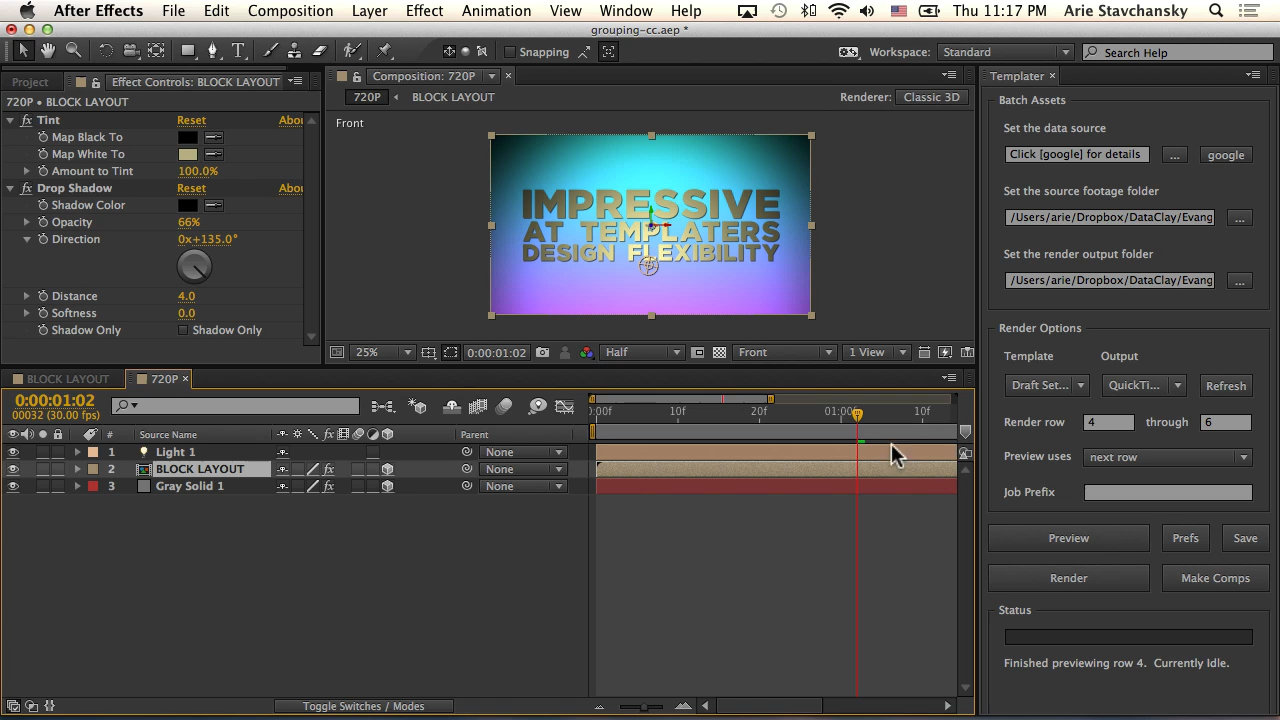 After Effects File Edit Composition Layer Effect Animation View Window Help Thu 11:17 PM Arie Stavchansky
grouping-cc.aep *
Snapping Workspace: Standard Search Help
Project Effect Controls: BLOCK LAYOUT
720P • BLOCK LAYOUT
fx Tint Reset Abou
Map Black To
Map White To
Amount to Tint 100.0%
fx Drop Shadow Reset Abou
Shadow Color
Opacity 66%
Direction 0x+135.0°
Distance 4.0
Softness 0.0
Shadow Only Shadow Only
Composition: 720P
720P BLOCK LAYOUT Renderer: Classic 3D
Front
IMPRESSIVE
AT TEMPLATERS
DESIGN FLEXIBILITY
25% 0:00:01:02 Half Front 1 View
Templater
Batch Assets
Set the data source
Click [google] for details ... google
Set the source footage folder
/Users/arie/Dropbox/DataClay/Evang ...
Set the render output folder
/Users/arie/Dropbox/DataClay/Evang ...
Render Options
Template Output
Draft Set... QuickTi... Refresh
Render row 4 through 6
Preview uses next row
Job Prefix
Preview Prefs Save
Render Make Comps
Status
Finished previewing row 4. Currently Idle.
BLOCK LAYOUT 720P
0:00:01:02
00032 (30.00 fps)
:00f 10f 20f 01:00f 10f
# Source Name fx Parent
1 Light 1 None
2 BLOCK LAYOUT fx None
3 Gray Solid 1 fx None
Toggle Switches / Modes